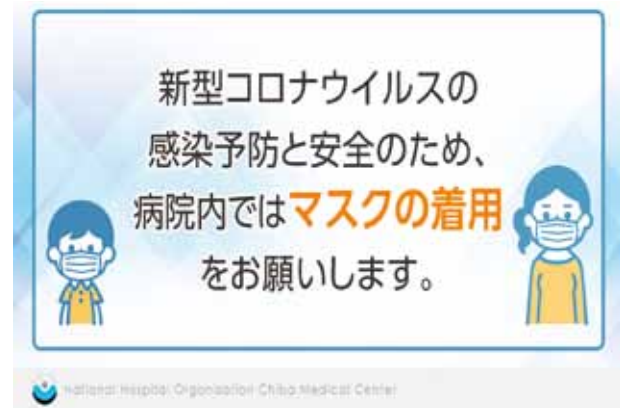 新型コロナウイルスの
感染予防と安全のため、
病院内ではマスクの着用
をお願いします。
National Hospital Organization Chiba Medical Center